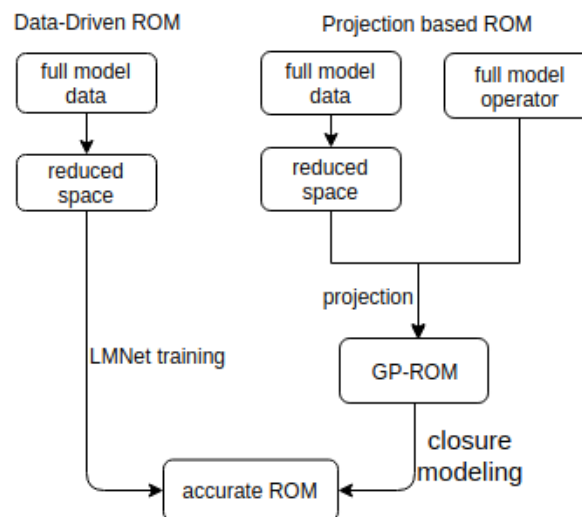 Data-Driven ROM
full model
data
reduced
space
LMNet training
Projection based ROM
full model
data
full model
operator
reduced
space
projection
GP-ROM
closure
modeling
accurate ROM